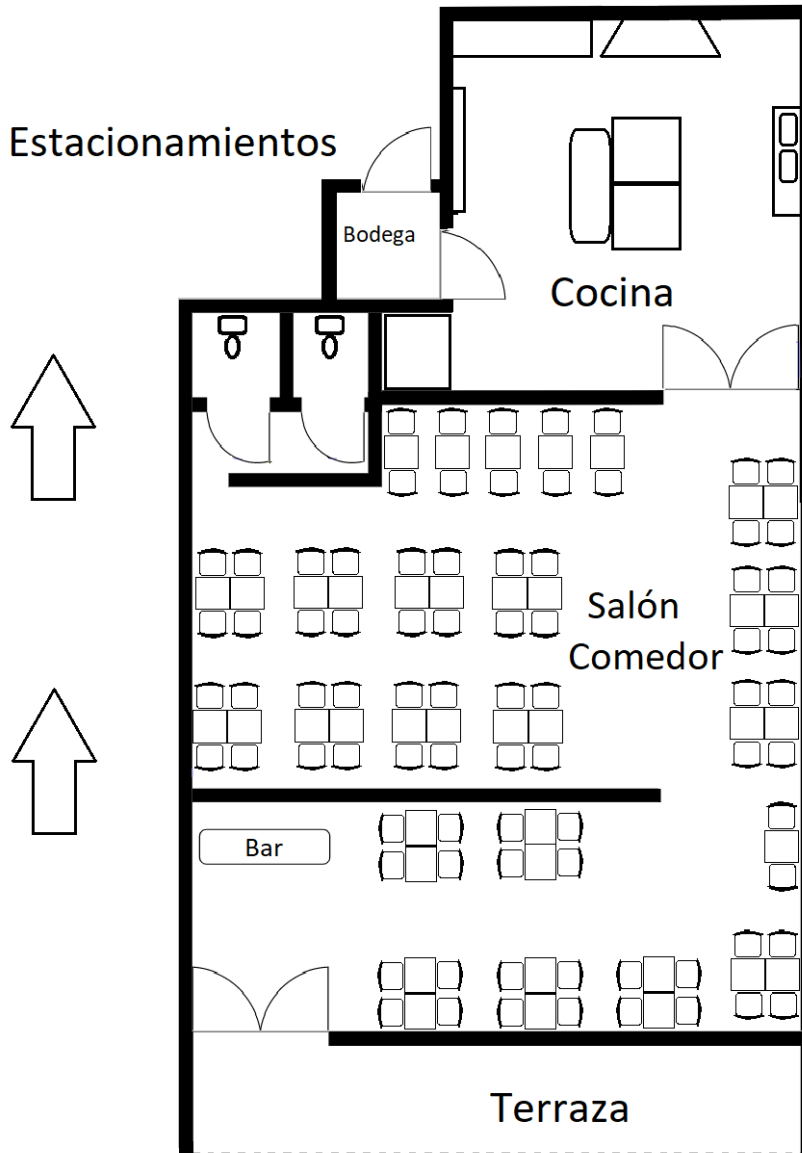 Estacionamientos
Bodega
Cocina
Salón
Comedor
Bar
Terraza